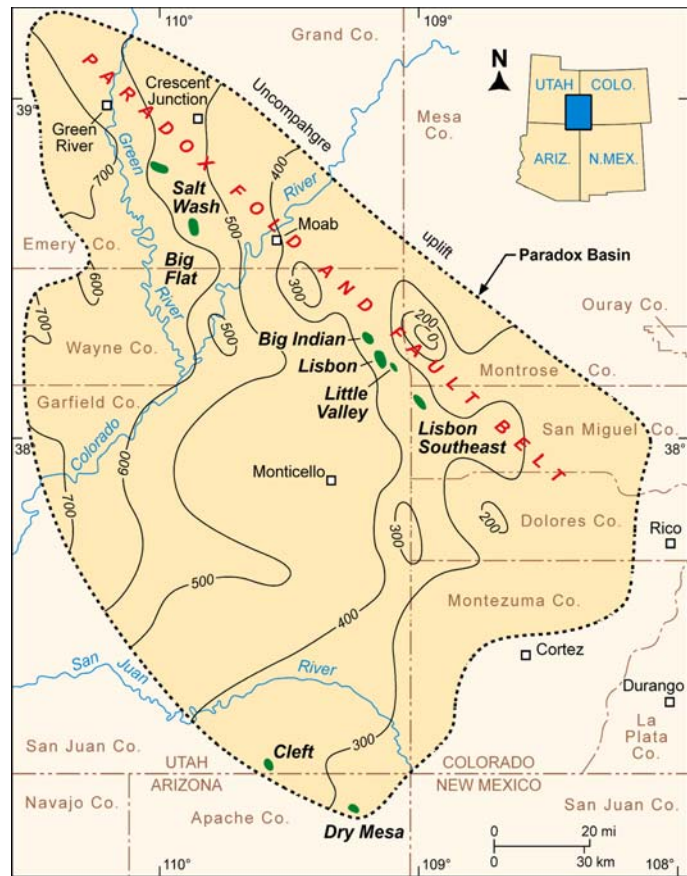 110°
109°
Grand Co.
N
UTAH
COLO.
ARIZ.
N.MEX.
39°
PARADOX FOLD AND FAULT BELT
Crescent
Junction
Uncompahgre
Mesa
Co.
Green
River
Green
400
River
700
Salt
Wash
500
Moab
uplift
Emery Co.
Big
Flat
River
300
Paradox Basin
600
700
Ouray Co.
500
200
0
Wayne Co.
Big Indian
Lisbon
Little
Valley
Montrose Co.
Garfield Co.
Lisbon
Southeast
San Miguel Co.
38°
38°
Colorado
600
Monticello
700
300
200
Dolores Co.
Rico
500
400
Montezuma Co.
San Juan
River
Cortez
Durango
300
La
Plata
Co.
San Juan Co.
Cleft
UTAH
COLORADO
ARIZONA
NEW MEXICO
Navajo Co.
Apache Co.
San Juan Co.
Dry Mesa
0 20 mi
0 30 km
110°
109°
108°